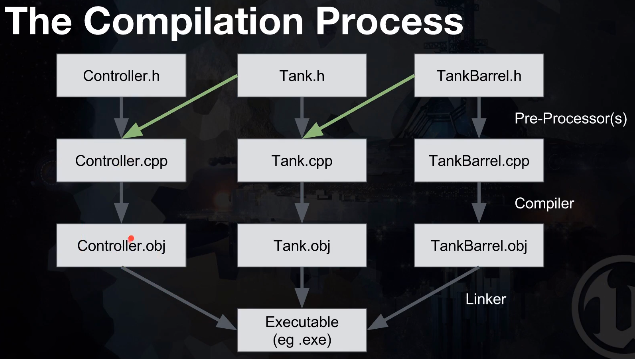 The Compilation Process
Controller.h
Tank.h
TankBarrel.h
Pre-Processor(s)
Controller.cpp
Tank.cpp
TankBarrel.cpp
Compiler
Controller.obj
Tank.obj
TankBarrel.obj
Linker
Executable
(eg .exe)